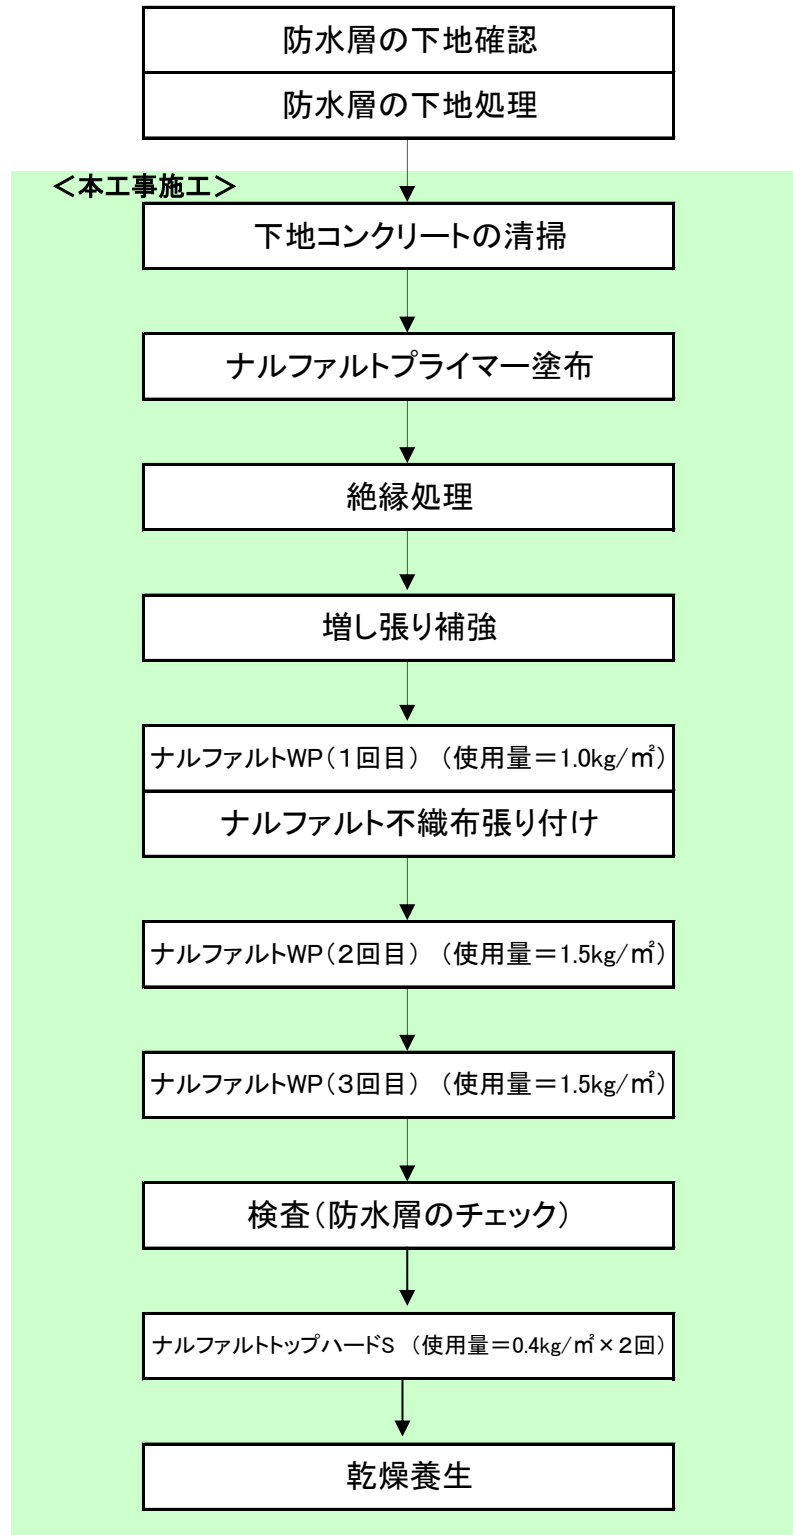 防水層の下地確認
防水層の下地処理
＜本工事施工＞
下地コンクリートの清掃
ナルファルトプライマー塗布
絶縁処理
増し張り補強
ナルファルトWP（１回目）　（使用量＝1.0kg/㎡）
ナルファルト不織布張り付け
ナルファルトWP（２回目）　（使用量＝1.5kg/㎡）
ナルファルトWP（３回目）　（使用量＝1.5kg/㎡）
検査（防水層のチェック）
ナルファルトトップハードS　（使用量＝0.4kg/㎡×２回）
乾燥養生